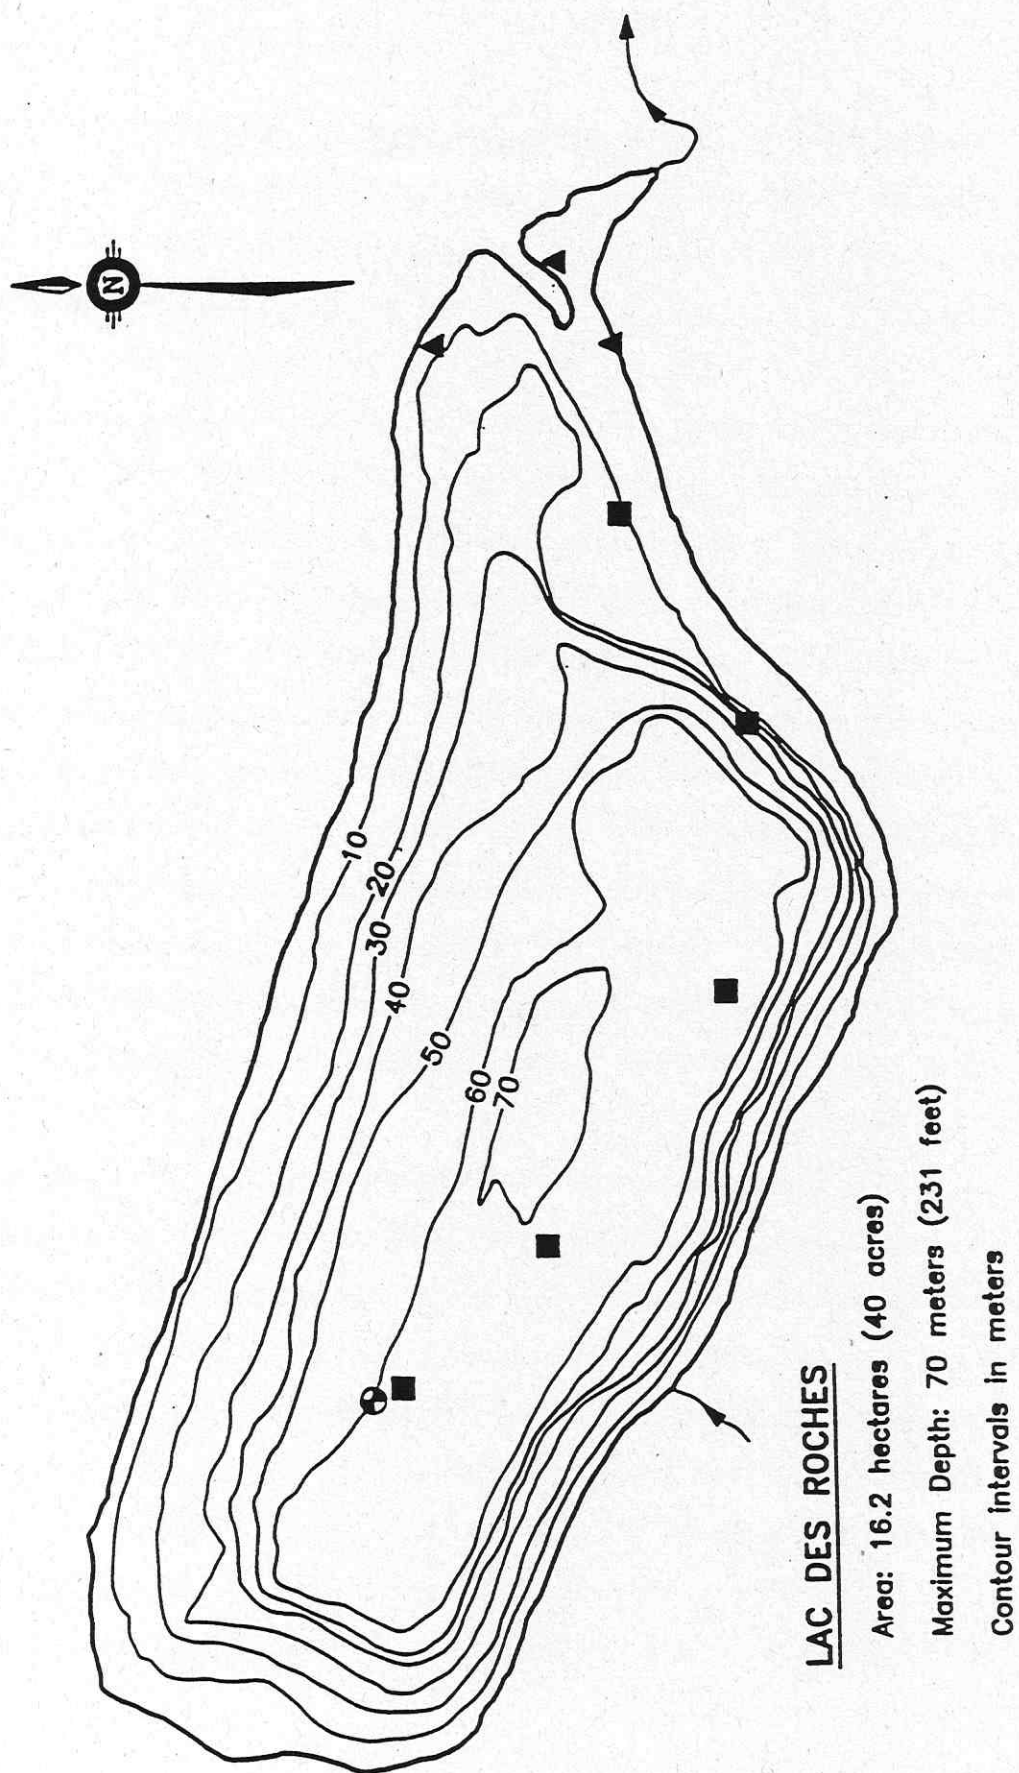 N
10
20
30
40
50
60
70
LAC DES ROCHES
Area: 16.2 hectares (40 acres)
Maximum Depth: 70 meters (231 feet)
Contour intervals in meters